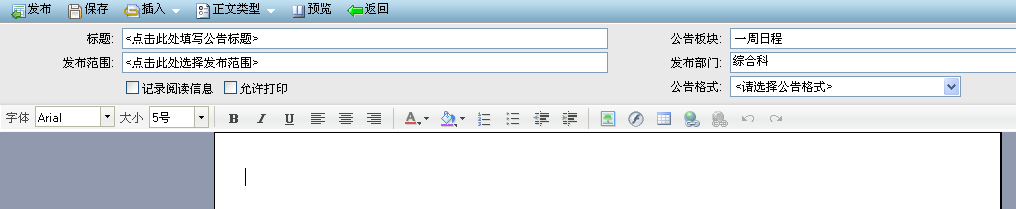 发布 保存 插入 正文类型 预览 返回
标题: <点击此处填写公告标题> 公告板块: 一周日程
发布范围: <点击此处选择发布范围> 发布部门: 综合科
记录阅读信息 允许打印 公告格式: <请选择公告格式>
字体 Arial 大小 5号 B I U A